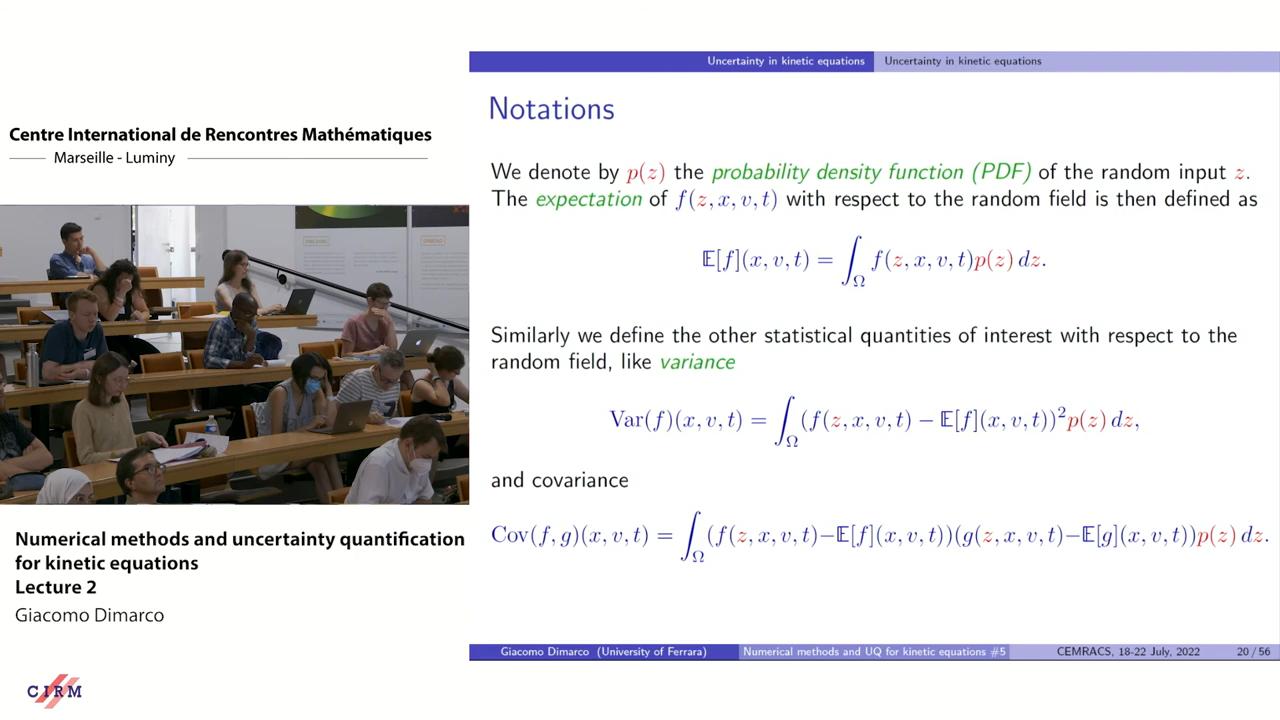 Centre International de Rencontres Mathématiques
Marseille - Luminy
Numerical methods and uncertainty quantification
for kinetic equations
Lecture 2
Giacomo Dimarco
CIRM
Uncertainty in kinetic equations Uncertainty in kinetic equations
Notations
We denote by p(z) the probability density function (PDF) of the random input z.
The expectation of f(z, x, v, t) with respect to the random field is then defined as
𝔼[f](x, v, t) = ∫_Ω f(z, x, v, t)p(z) dz.
Similarly we define the other statistical quantities of interest with respect to the
random field, like variance
Var(f)(x, v, t) = ∫_Ω (f(z, x, v, t) − 𝔼[f](x, v, t))²p(z) dz,
and covariance
Cov(f, g)(x, v, t) = ∫_Ω (f(z, x, v, t)−𝔼[f](x, v, t))(g(z, x, v, t)−𝔼[g](x, v, t))p(z) dz.
Giacomo Dimarco (University of Ferrara) Numerical methods and UQ for kinetic equations #5 CEMRACS, 18-22 July, 2022 20 / 56